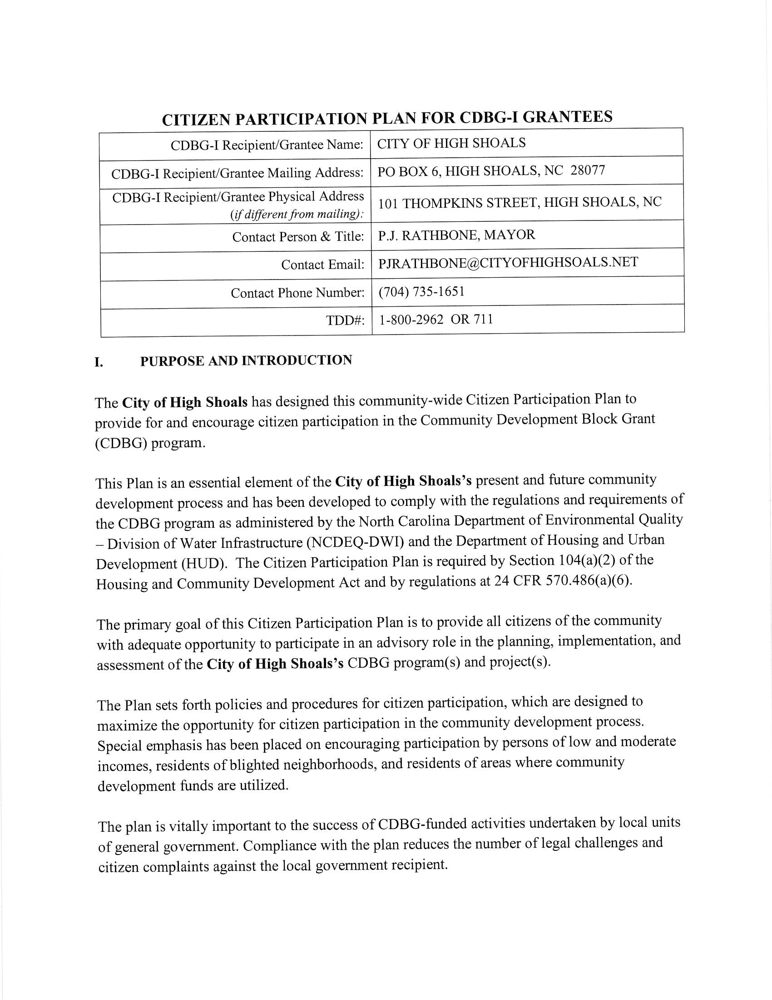 CITIZEN PARTICIPATION PLAN FOR CDBG-I GRANTEES
CDBG-I Recipient/Grantee Name: CITY OF HIGH SHOALS
CDBG-I Recipient/Grantee Mailing Address: PO BOX 6, HIGH SHOALS, NC 28077
CDBG-I Recipient/Grantee Physical Address
(if different from mailing): 101 THOMPKINS STREET, HIGH SHOALS, NC
Contact Person & Title: P.J. RATHBONE, MAYOR
Contact Email: PJRATHBONE@CITYOFHIGHSOALS.NET
Contact Phone Number: (704) 735-1651
TDD#: 1-800-2962 OR 711
I. PURPOSE AND INTRODUCTION
The City of High Shoals has designed this community-wide Citizen Participation Plan to
provide for and encourage citizen participation in the Community Development Block Grant
(CDBG) program.
This Plan is an essential element of the City of High Shoals’s present and future community
development process and has been developed to comply with the regulations and requirements of
the CDBG program as administered by the North Carolina Department of Environmental Quality
– Division of Water Infrastructure (NCDEQ-DWI) and the Department of Housing and Urban
Development (HUD). The Citizen Participation Plan is required by Section 104(a)(2) of the
Housing and Community Development Act and by regulations at 24 CFR 570.486(a)(6).
The primary goal of this Citizen Participation Plan is to provide all citizens of the community
with adequate opportunity to participate in an advisory role in the planning, implementation, and
assessment of the City of High Shoals’s CDBG program(s) and project(s).
The Plan sets forth policies and procedures for citizen participation, which are designed to
maximize the opportunity for citizen participation in the community development process.
Special emphasis has been placed on encouraging participation by persons of low and moderate
incomes, residents of blighted neighborhoods, and residents of areas where community
development funds are utilized.
The plan is vitally important to the success of CDBG-funded activities undertaken by local units
of general government. Compliance with the plan reduces the number of legal challenges and
citizen complaints against the local government recipient.